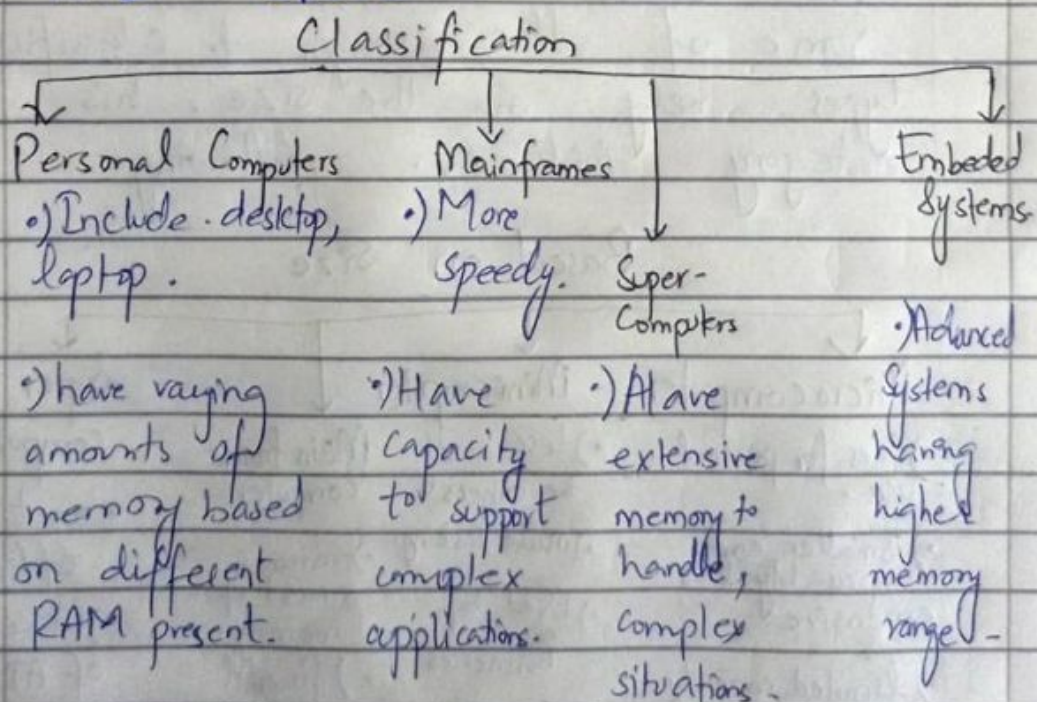 Classification
Personal Computers
•) Include desktop,
laptop.
•) have varying
amounts of
memory based
on different
RAM present.
Mainframes
•) More
speedy.
•) Have
capacity
to support
complex
applications.
Super-
Computers
•) Have
extensive
memory to
handle,
complex
situations.
Embeded
Systems.
•) Advanced
Systems
having
higher
memory
range.